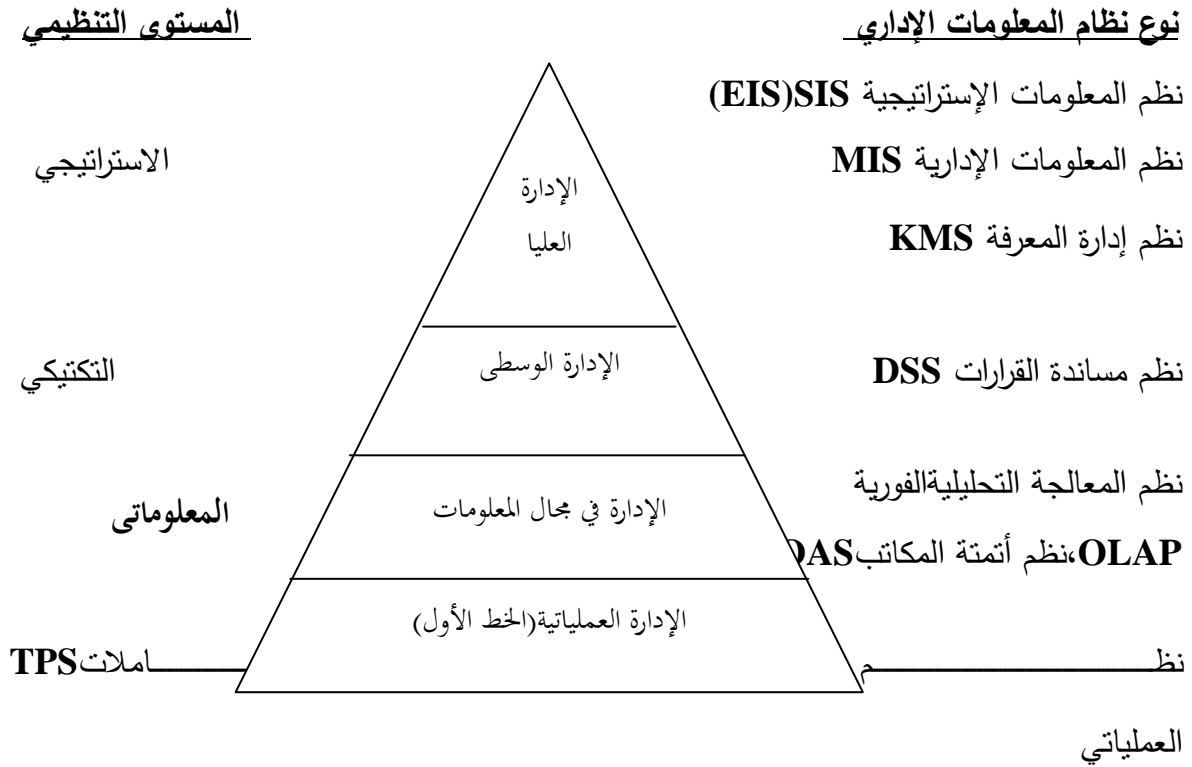 نوع نظام المعلومات الإداري المستوى التنظيمي
نظم المعلومات الإستراتيجية SIS(EIS)
نظم المعلومات الإدارية MIS الاستراتيجي
الإدارة
العليا
نظم إدارة المعرفة KMS
نظم مساندة القرارات DSS الإدارة الوسطى التكتيكي
نظم المعالجة التحليليةالفورية
الإدارة في مجال المعلومات المعلوماتى
OLAP،نظم أتمتة المكاتب
الإدارة العملياتية(الخط الأول)
نظـــم ـــاملاتTPS
العملياتي